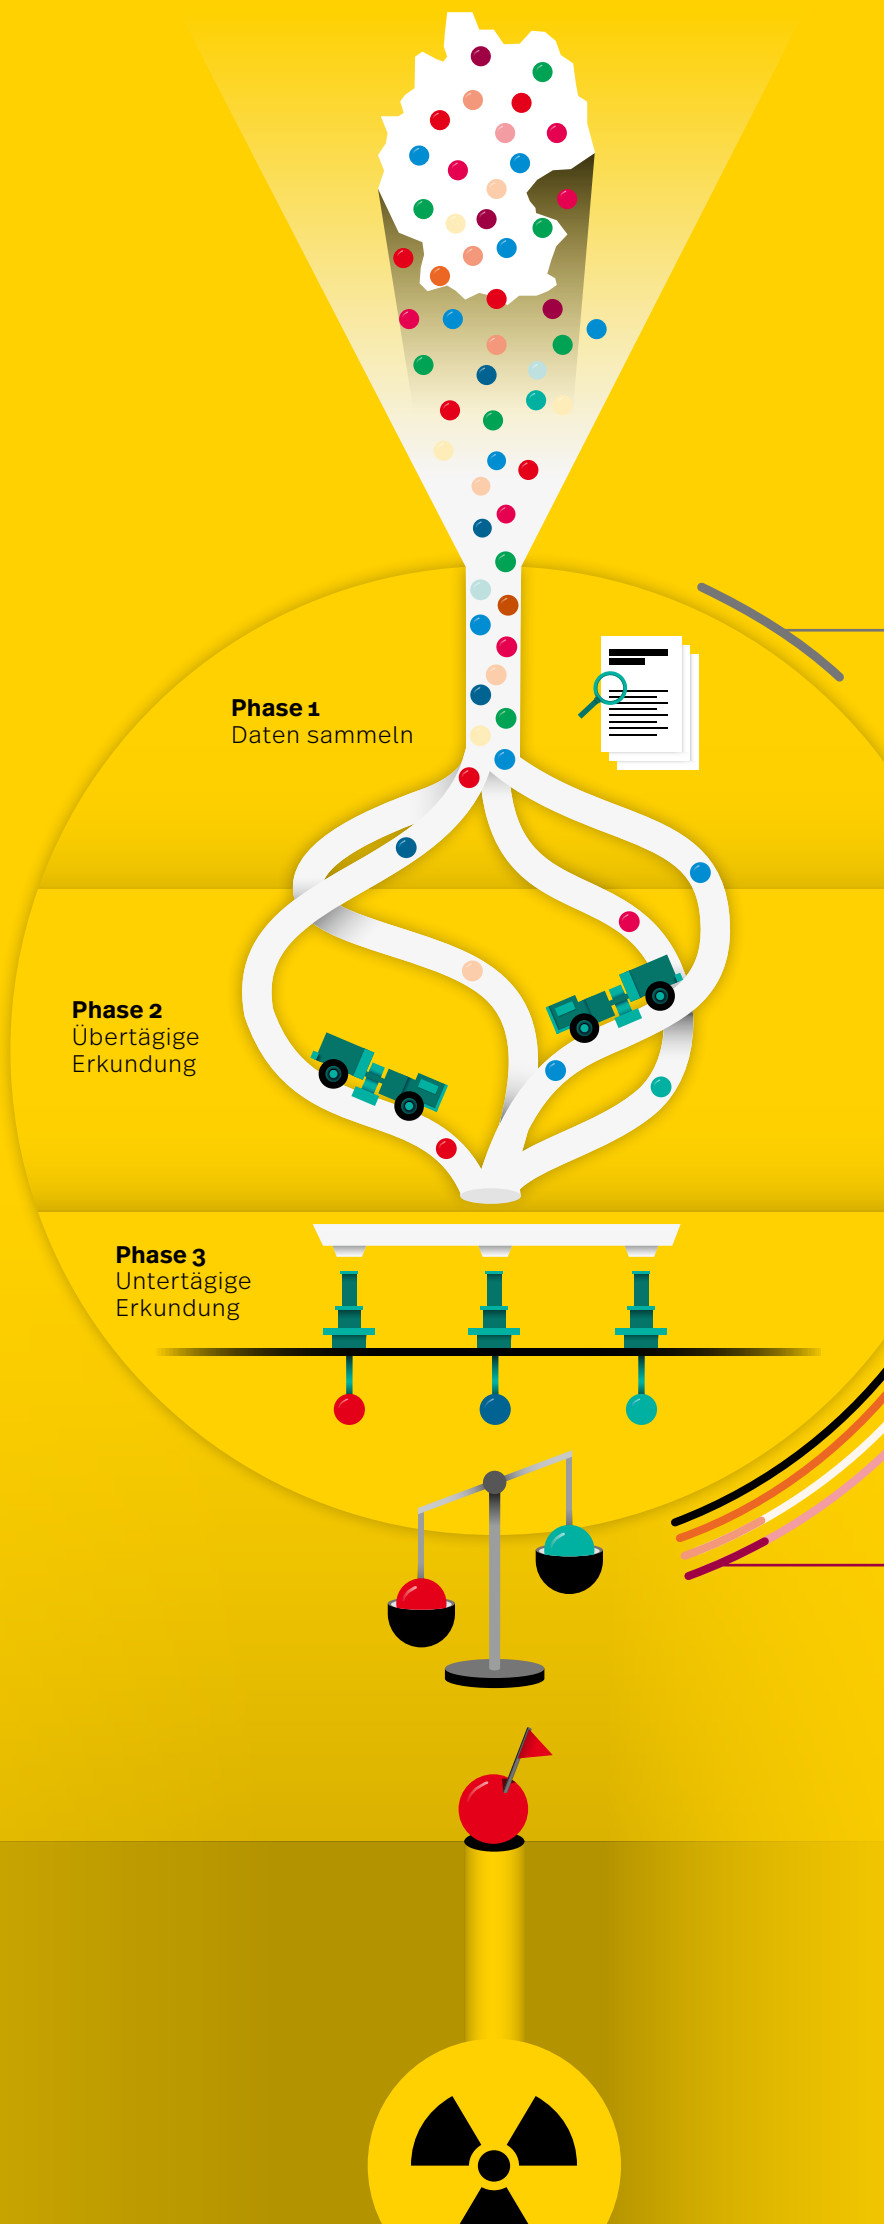 Phase 1
Daten sammeln
Phase 2
Übertägige
Erkundung
Phase 3
Untertägige
Erkundung